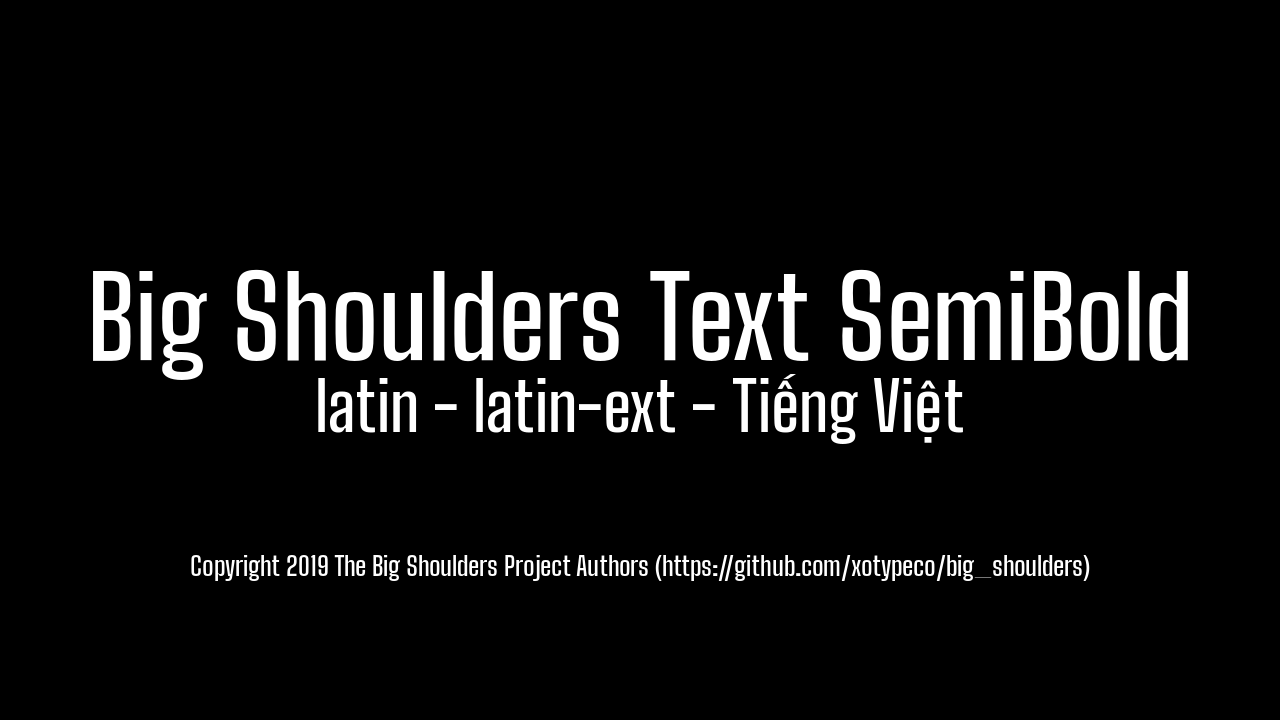 Big Shoulders Text SemiBold
latin - latin-ext - Tiếng Việt
Copyright 2019 The Big Shoulders Project Authors (https://github.com/xotypeco/big_shoulders)